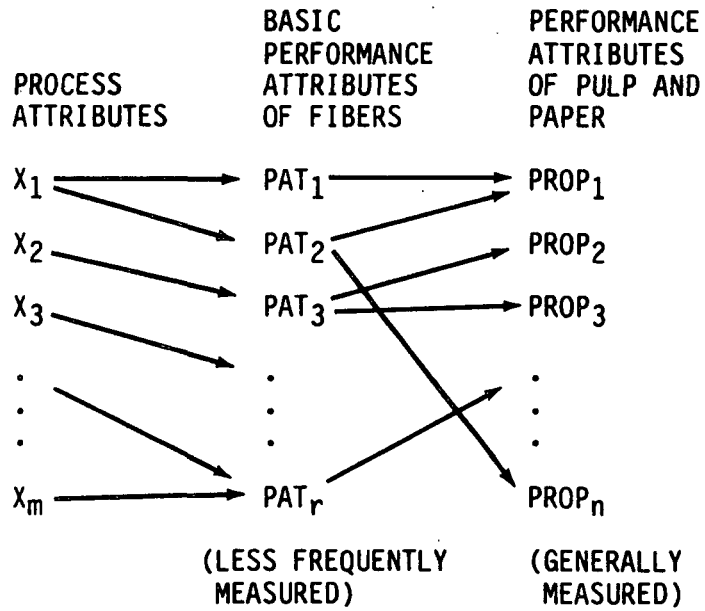 PROCESS
ATTRIBUTES
BASIC
PERFORMANCE
ATTRIBUTES
OF FIBERS
PERFORMANCE
ATTRIBUTES
OF PULP AND
PAPER
X1 PAT1 PROP1
X2 PAT2 PROP2
X3 PAT3 PROP3
. . .
. . .
. . .
Xm PATr PROPn
(LESS FREQUENTLY
MEASURED)
(GENERALLY
MEASURED)